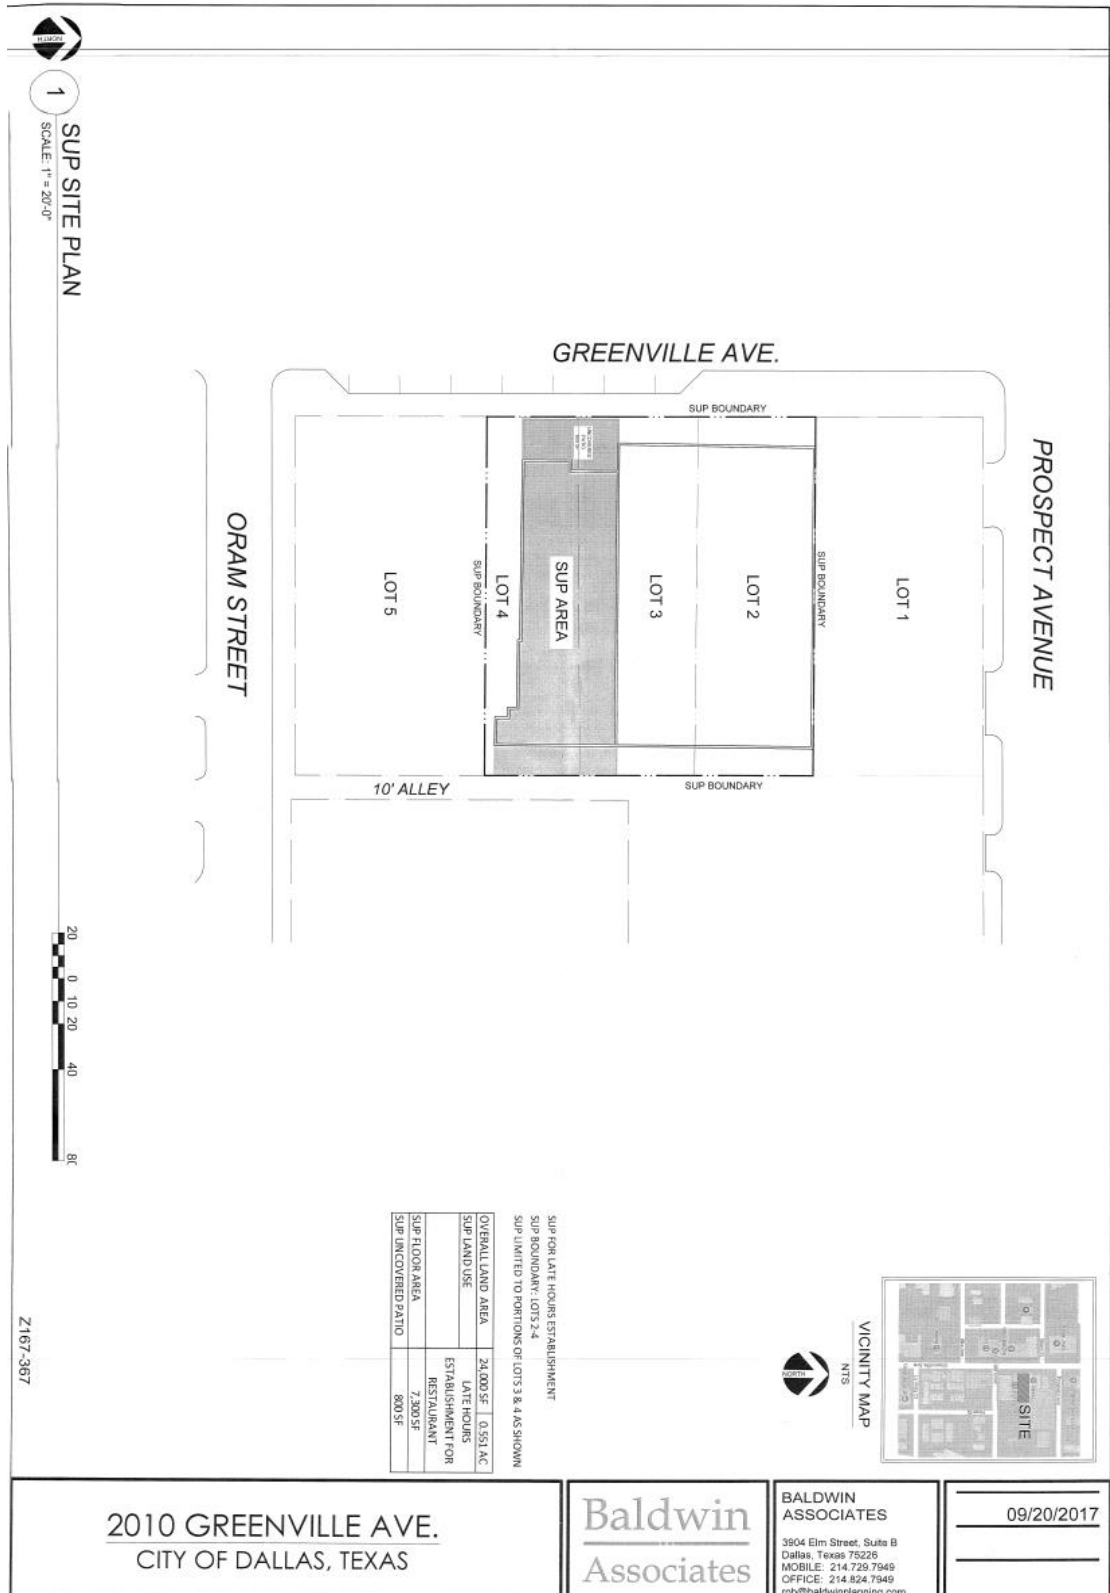 NORTH
1
SUP SITE PLAN
SCALE: 1" = 20'-0"
GREENVILLE AVE.
PROSPECT AVENUE
ORAM STREET
SUP BOUNDARY
SUP BOUNDARY
SUP BOUNDARY
SUP BOUNDARY
LOT 1
LOT 2
LOT 3
SUP AREA
LOT 4
LOT 5
10' ALLEY
20 0 10 20 40 80
SUP FOR LATE HOURS ESTABLISHMENT
SUP BOUNDARY: LOTS 2-4
SUP LIMITED TO PORTIONS OF LOTS 3 & 4 AS SHOWN
OVERALL LAND AREA 24,000 SF 0.551 AC
SUP LAND USE LATE HOURS
ESTABLISHMENT FOR
RESTAURANT
SUP FLOOR AREA 7,300 SF
SUP UNCOVERED PATIO 800 SF
SITE
VICINITY MAP
NTS
NORTH
Z167-367
2010 GREENVILLE AVE.
CITY OF DALLAS, TEXAS
Baldwin
Associates
BALDWIN
ASSOCIATES
3904 Elm Street, Suite B
Dallas, Texas 75226
MOBILE: 214.729.7949
OFFICE: 214.824.7949
rob@baldwinplanning.com
09/20/2017